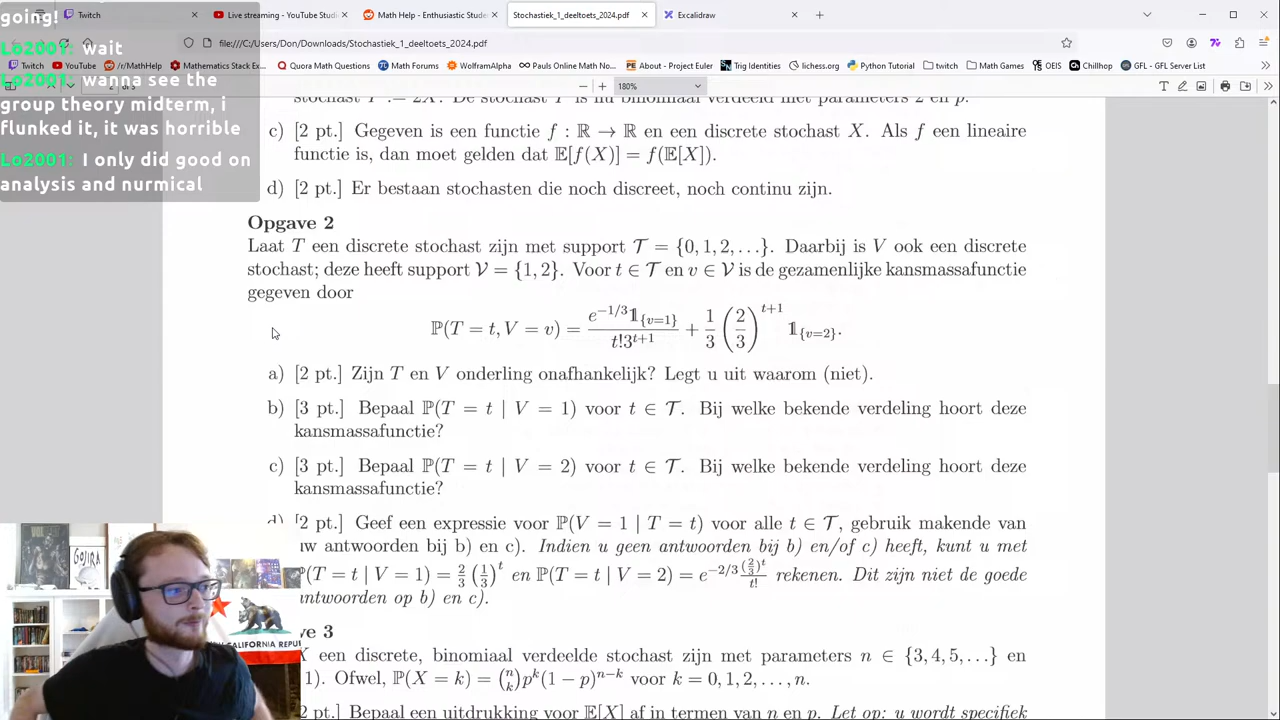 going!
Lo2001: wait
Lo2001: wanna see the
group theory midterm, i
flunked it, it was horrible
Lo2001: I only did good on
analysis and nurmical
Twitch
Live streaming - YouTube Studi
Math Help - Enthusiastic Studen
Stochastiek_1_deeltoets_2024.pdf
Excalidraw
file:///C:/Users/Don/Downloads/Stochastiek_1_deeltoets_2024.pdf
Twitch YouTube r/MathHelp Mathematics Stack Ex... Quora Math Questions Math Forums WolframAlpha Pauls Online Math No... About - Project Euler Trig Identities lichess.org Python Tutorial twitch Math Games OEIS Chillhop GFL Server List
180%
c) [2 pt.] Gegeven is een functie f : ℝ → ℝ en een discrete stochast X. Als f een lineaire
functie is, dan moet gelden dat 𝔼[f(X)] = f(𝔼[X]).
d) [2 pt.] Er bestaan stochasten die noch discreet, noch continu zijn.
Opgave 2
Laat T een discrete stochast zijn met support 𝒯 = {0, 1, 2, …}. Daarbij is V ook een discrete
stochast; deze heeft support 𝒱 = {1, 2}. Voor t ∈ 𝒯 en v ∈ 𝒱 is de gezamenlijke kansmassafunctie
gegeven door
ℙ(T = t, V = v) = e^{-1/3}𝟙_{{v=1}} / t!3^{t+1} + 1/3 (2/3)^{t+1} 𝟙_{{v=2}}.
a) [2 pt.] Zijn T en V onderling onafhankelijk? Legt u uit waarom (niet).
b) [3 pt.] Bepaal ℙ(T = t | V = 1) voor t ∈ 𝒯. Bij welke bekende verdeling hoort deze
kansmassafunctie?
c) [3 pt.] Bepaal ℙ(T = t | V = 2) voor t ∈ 𝒯. Bij welke bekende verdeling hoort deze
kansmassafunctie?
[2 pt.] Geef een expressie voor ℙ(V = 1 | T = t) voor alle t ∈ 𝒯, gebruik makende van
uw antwoorden bij b) en c). Indien u geen antwoorden bij b) en/of c) heeft, kunt u met
ℙ(T = t | V = 1) = 2/3 (1/3)^t en ℙ(T = t | V = 2) = e^{-2/3} (2/3)^t / t! rekenen. Dit zijn niet de goede
antwoorden op b) en c).
ve 3
X een discrete, binomiaal verdeelde stochast zijn met parameters n ∈ {3, 4, 5, …} en
1). Ofwel, ℙ(X = k) = (n k) p^k (1 − p)^{n−k} voor k = 0, 1, 2, …, n.
2 pt.] Bepaal een uitdrukking voor 𝔼[X] af in termen van n en p. Let op: u wordt specifiek
GOJIRA
CALIFORNIA REPU